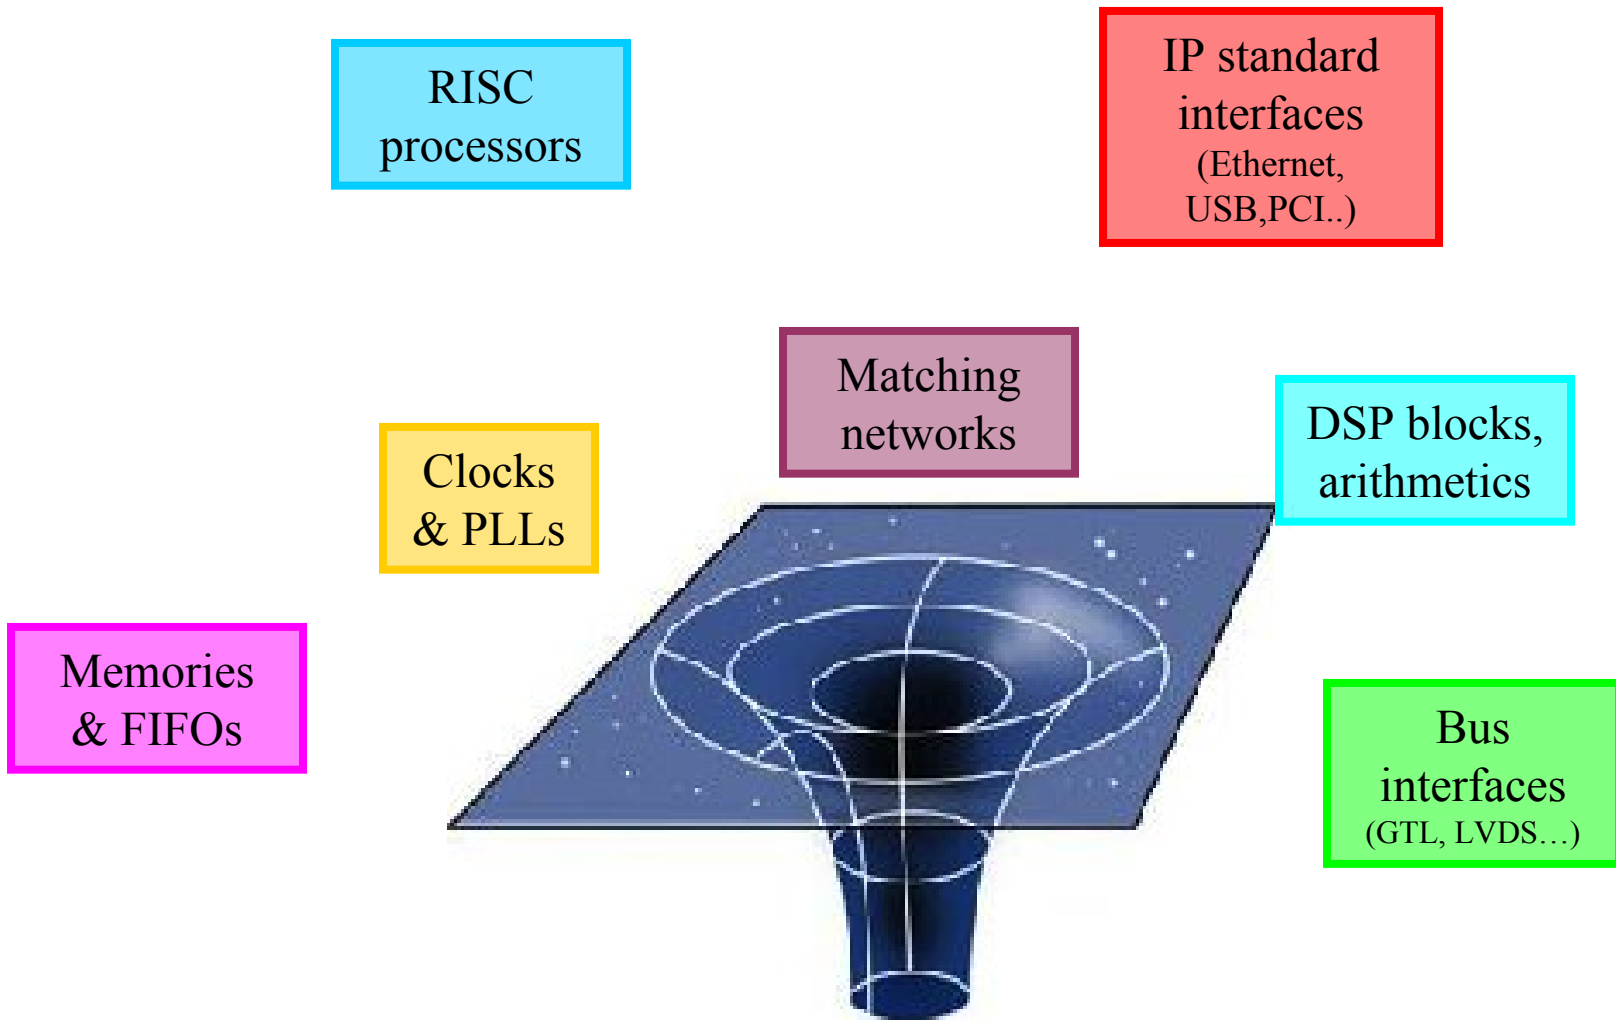 RISC
processors
IP standard
interfaces
(Ethernet,
USB,PCI..)
Matching
networks
DSP blocks,
arithmetics
Clocks
& PLLs
Memories
& FIFOs
Bus
interfaces
(GTL, LVDS…)